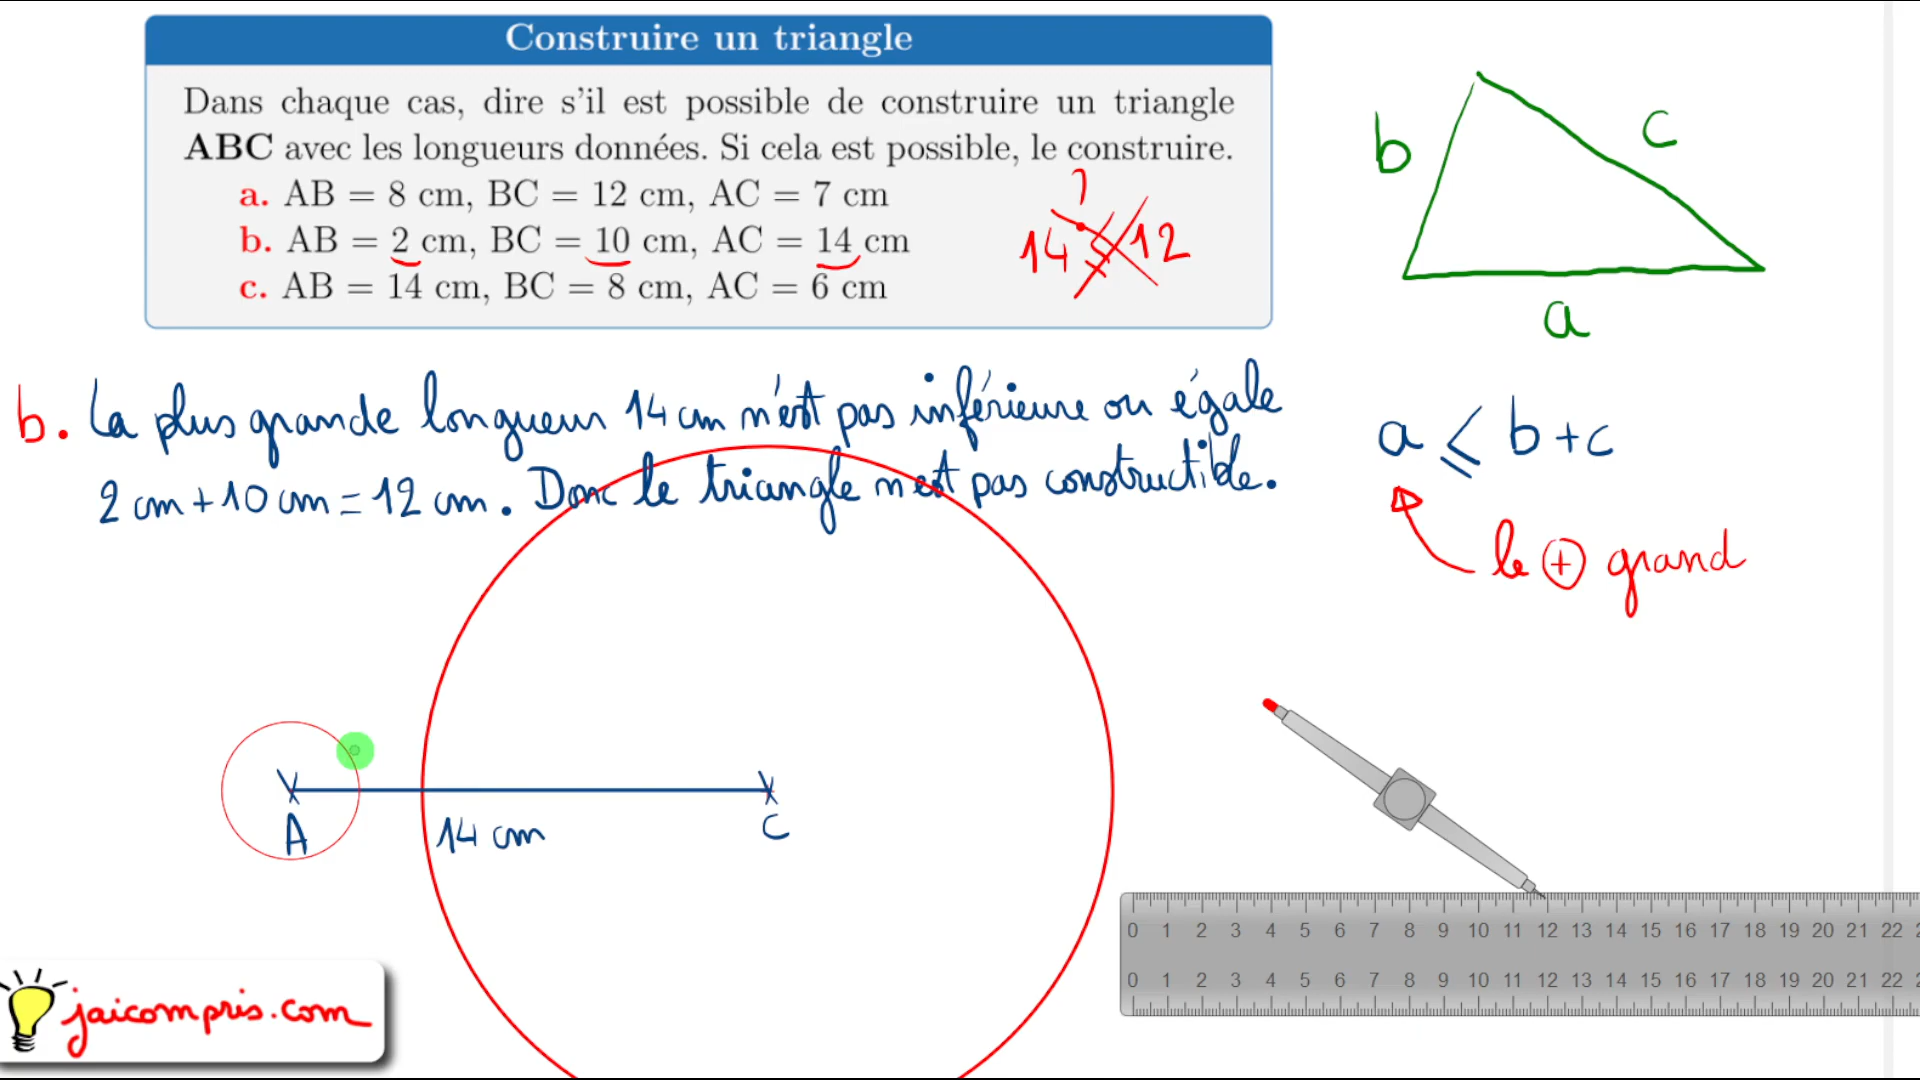 Construire un triangle
Dans chaque cas, dire s'il est possible de construire un triangle
ABC avec les longueurs données. Si cela est possible, le construire.
a. AB = 8 cm, BC = 12 cm, AC = 7 cm
b. AB = 2 cm, BC = 10 cm, AC = 14 cm
c. AB = 14 cm, BC = 8 cm, AC = 6 cm
?
14 ≤ 12
b
c
a
b. La plus grande longueur 14 cm n'est pas inférieure ou égale
2 cm + 10 cm = 12 cm. Donc le triangle n'est pas constructible.
a ≤ b + c
le + grand
A
14 cm
C
0 1 2 3 4 5 6 7 8 9 10 11 12 13 14 15 16 17 18 19 20 21 22
0 1 2 3 4 5 6 7 8 9 10 11 12 13 14 15 16 17 18 19 20 21 22
jaicompris.com